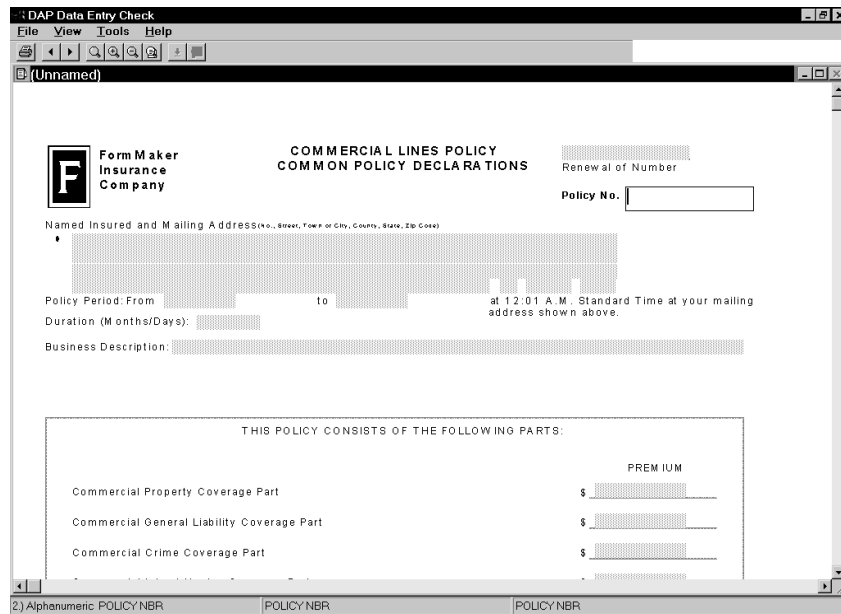 DAP Data Entry Check
File View Tools Help
(Unnamed)
FormMaker
Insurance
Company
F
COMMERCIAL LINES POLICY
COMMON POLICY DECLARATIONS
Renewal of Number
Policy No.
Named Insured and Mailing Address (No., Street, Town or City, County, State, Zip Code)
Policy Period: From to at 12:01 A.M. Standard Time at your mailing
address shown above.
Duration (Months/Days):
Business Description:
THIS POLICY CONSISTS OF THE FOLLOWING PARTS:
PREMIUM
Commercial Property Coverage Part $
Commercial General Liability Coverage Part $
Commercial Crime Coverage Part $
2.) Alphanumeric POLICY NBR POLICY NBR POLICY NBR